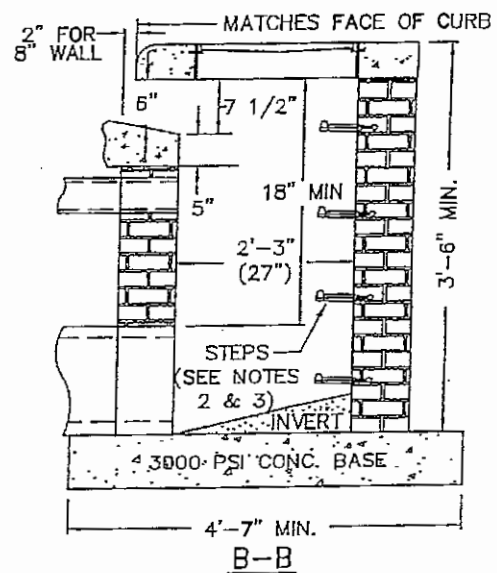 MATCHES FACE OF CURB
2" FOR
8" WALL
6"
7 1/2"
5"
18" MIN
2'-3"
(27")
3'-6" MIN.
STEPS
(SEE NOTES
2 & 3)
INVERT
3000 PSI CONC. BASE
4'-7" MIN.
B-B